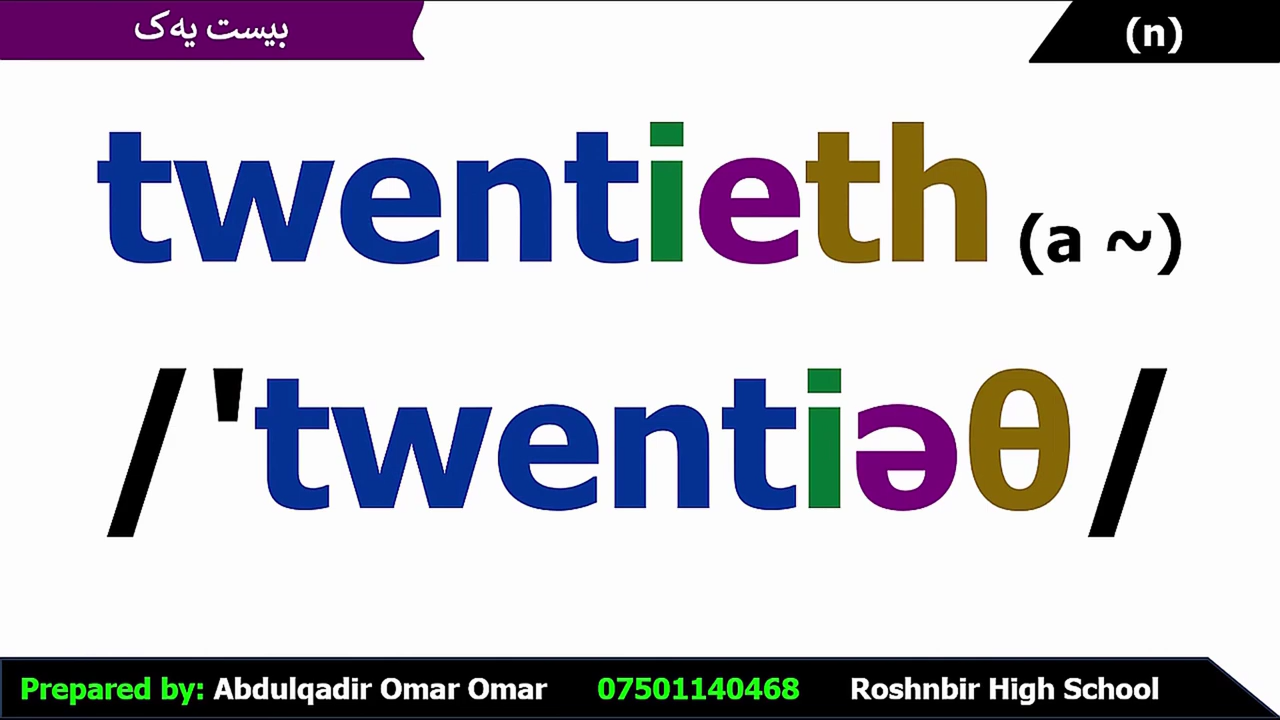 بیست یەک
(n)
twentieth (a ~)
/'twentiəθ/
Prepared by: Abdulqadir Omar Omar 07501140468 Roshnbir High School